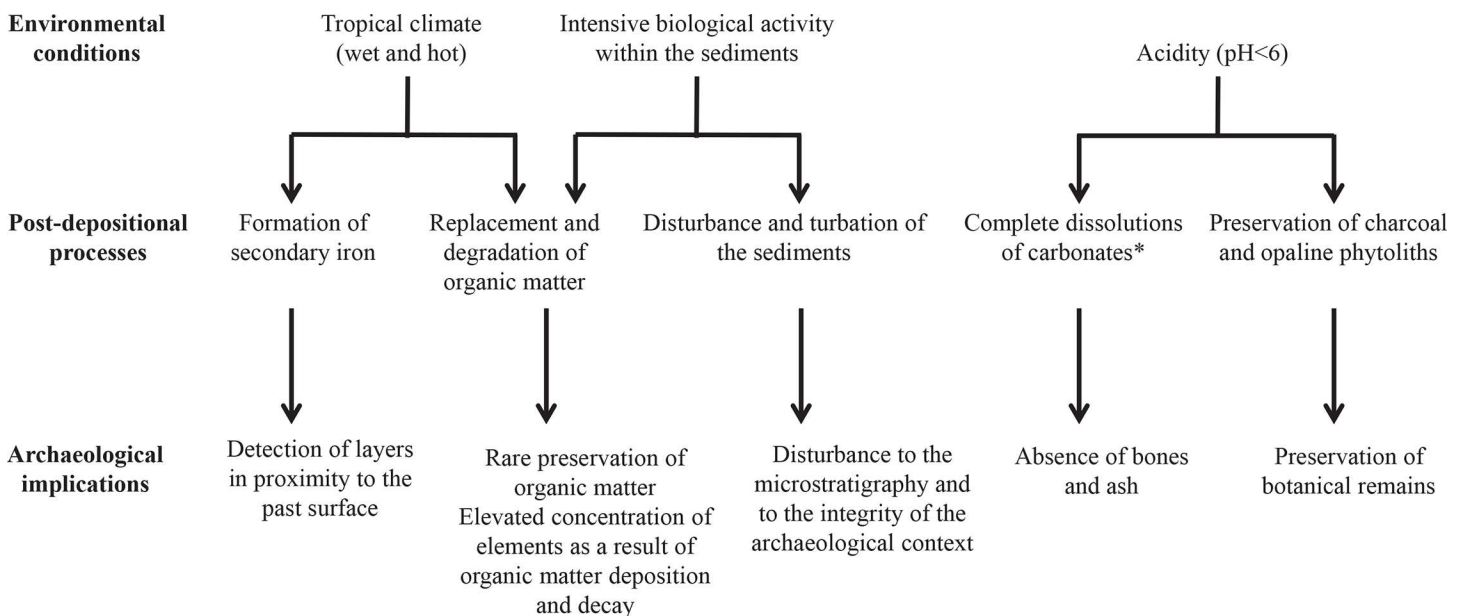 Environmental
conditions
Tropical climate
(wet and hot)
Intensive biological activity
within the sediments
Acidity (pH<6)
Post-depositional
processes
Formation of
secondary iron
Replacement and
degradation of
organic matter
Disturbance and turbation of
the sediments
Complete dissolutions
of carbonates*
Preservation of charcoal
and opaline phytoliths
Archaeological
implications
Detection of layers
in proximity to the
past surface
Rare preservation of
organic matter
Elevated concentration of
elements as a result of
organic matter deposition
and decay
Disturbance to the
microstratigraphy and
to the integrity of the
archaeological context
Absence of bones
and ash
Preservation of
botanical remains